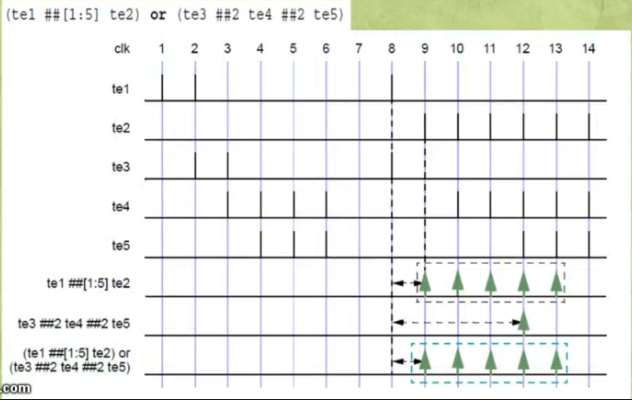 (te1 ##[1:5] te2) or (te3 ##2 te4 ##2 te5)
clk 1 2 3 4 5 6 7 8 9 10 11 12 13 14
te1
te2
te3
te4
te5
te1 ##[1:5] te2
te3 ##2 te4 ##2 te5
(te1 ##[1:5] te2) or
(te3 ##2 te4 ##2 te5)
.com